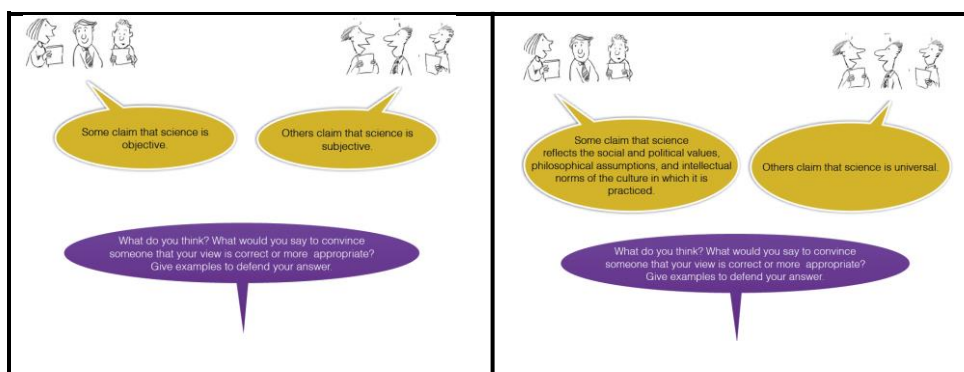 Some claim that science is
objective.
Others claim that science is
subjective.
What do you think? What would you say to convince
someone that your view is correct or more appropriate?
Give examples to defend your answer.
Some claim that science
reflects the social and political values,
philosophical assumptions, and intellectual
norms of the culture in which it is
practiced.
Others claim that science is universal.
What do you think? What would you say to convince
someone that your view is correct or more appropriate?
Give examples to defend your answer.